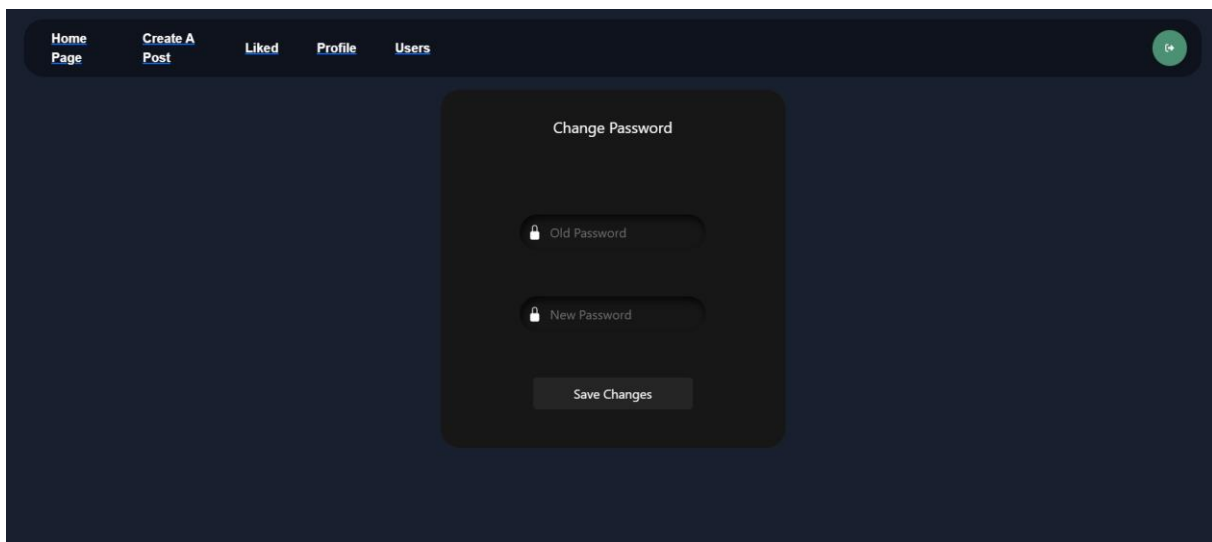 Home
Page
Create A
Post
Liked
Profile
Users
Change Password
Old Password
New Password
Save Changes